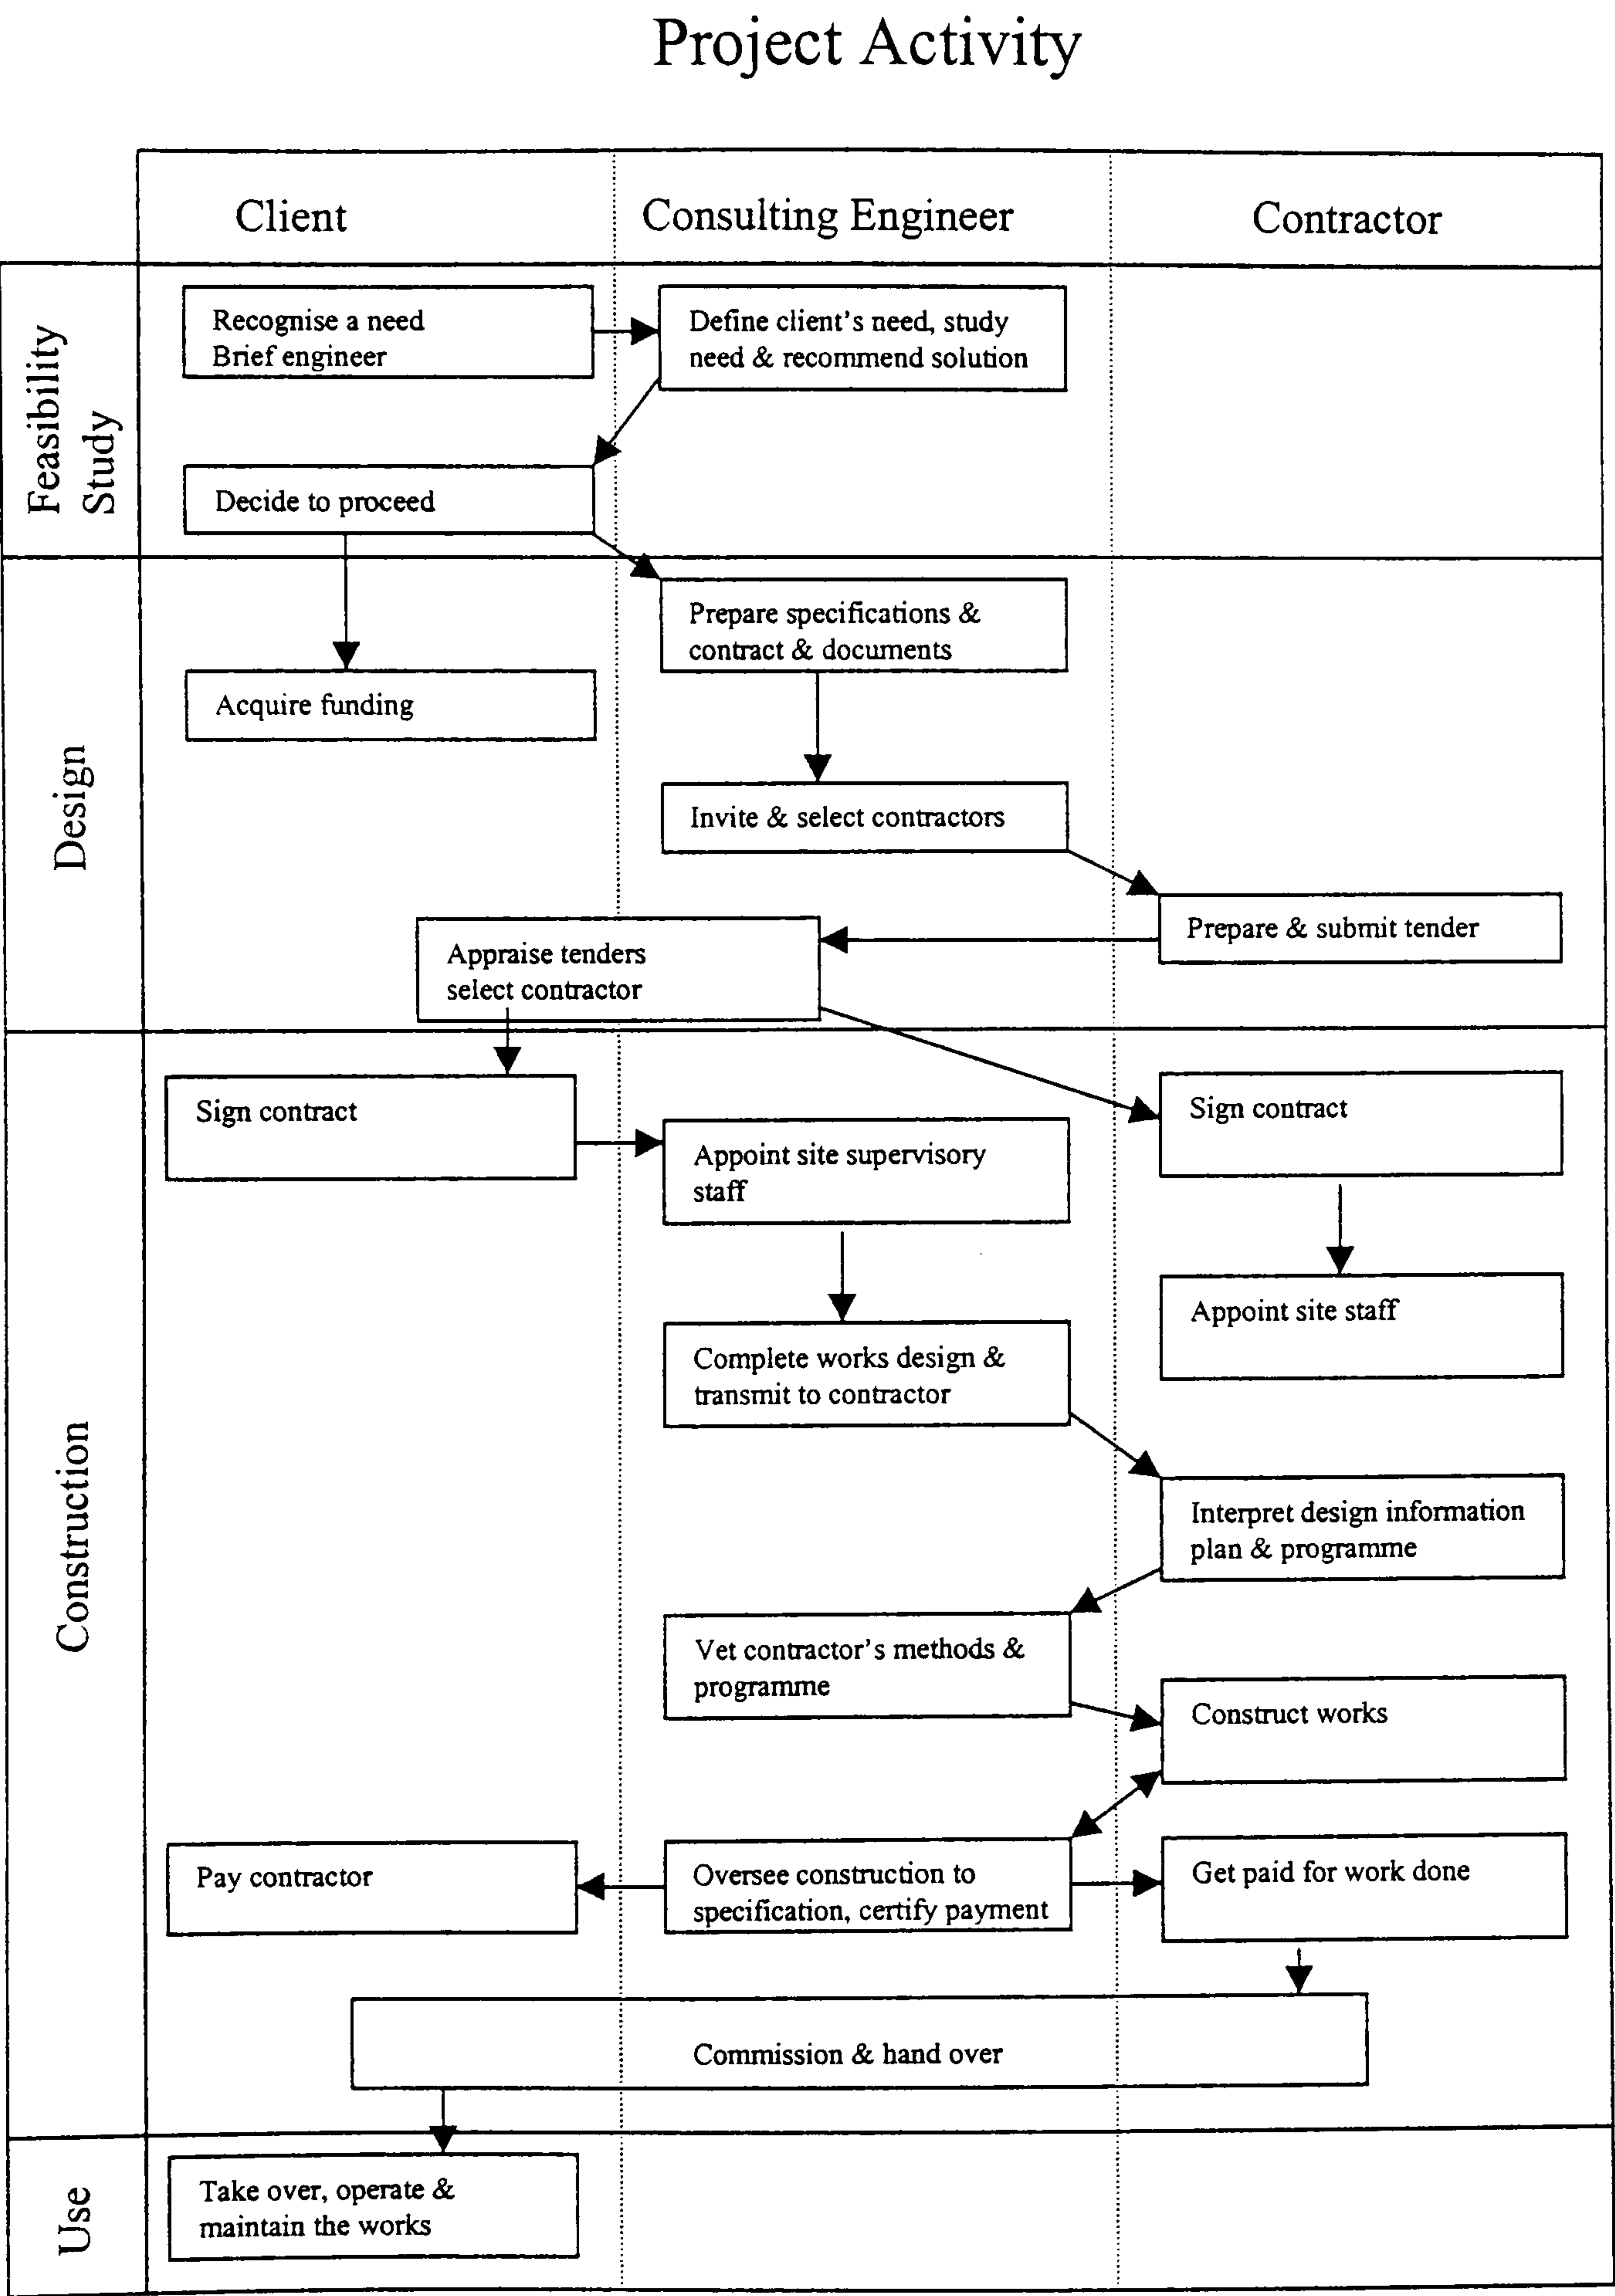 Project Activity
Client
Consulting Engineer
Contractor
Feasibility
Study
Recognise a need
Brief engineer
Define client's need, study
need & recommend solution
Decide to proceed
Design
Prepare specifications &
contract & documents
Acquire funding
Invite & select contractors
Prepare & submit tender
Appraise tenders
select contractor
Construction
Sign contract
Sign contract
Appoint site supervisory
staff
Appoint site staff
Complete works design &
transmit to contractor
Interpret design information
plan & programme
Vet contractor's methods &
programme
Construct works
Pay contractor
Oversee construction to
specification, certify payment
Get paid for work done
Commission & hand over
Use
Take over, operate &
maintain the works